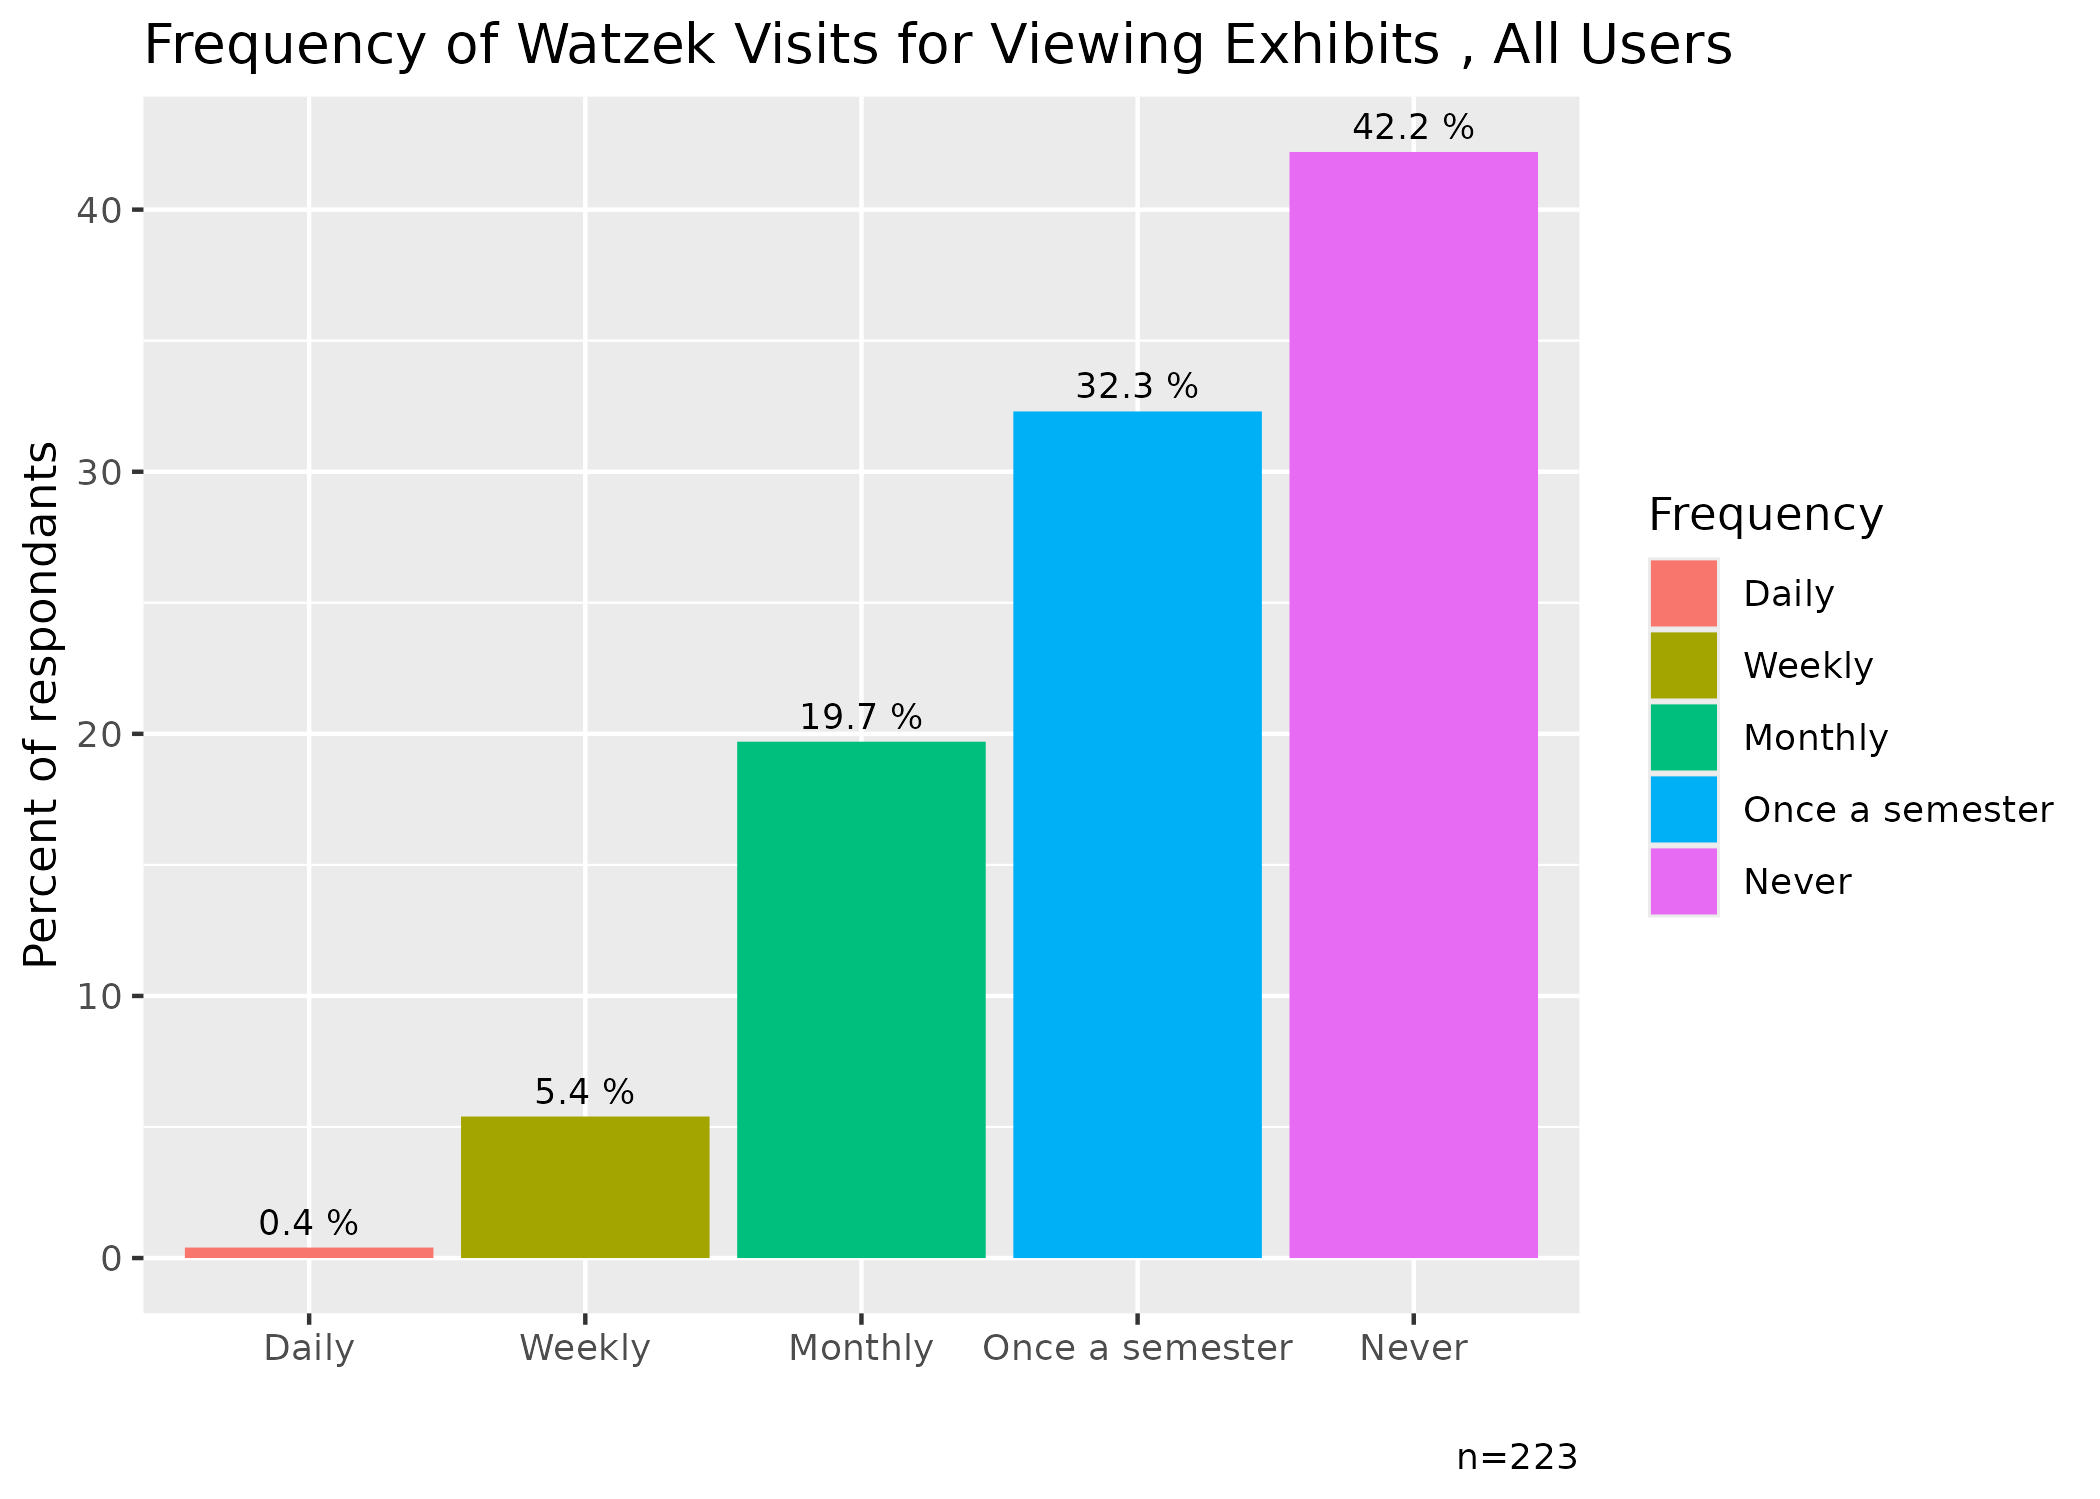 Frequency of Watzek Visits for Viewing Exhibits , All Users
Percent of respondants
40
30
20
10
0
0.4 %
5.4 %
19.7 %
32.3 %
42.2 %
Daily
Weekly
Monthly
Once a semester
Never
Frequency
Daily
Weekly
Monthly
Once a semester
Never
n=223